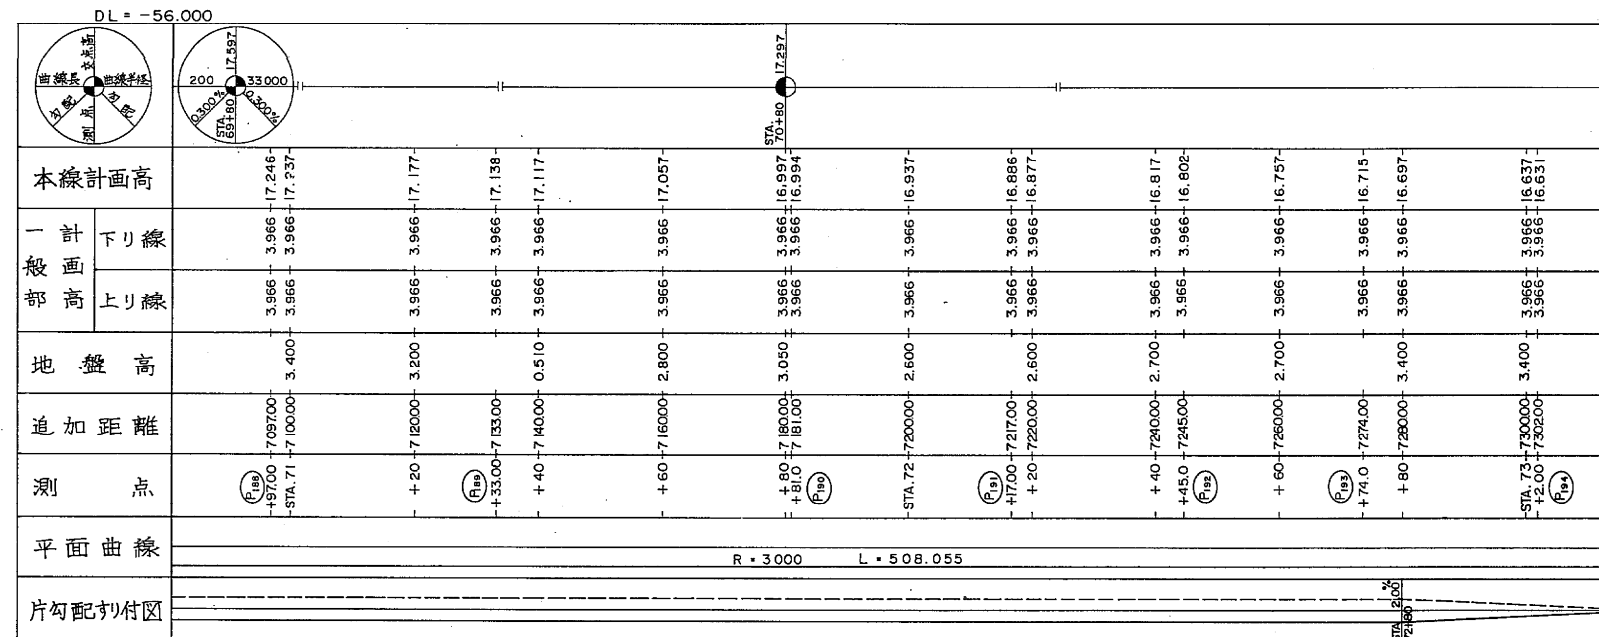 DL = -56.000
交点高
曲線長 曲線半径
勾配 測点 勾配
17.597
200 33000
0.300% 0.300%
STA. 69+80
17.297
STA. 70+80
本線計画高 17.246 17.237 17.177 17.138 17.117 17.057 16.997 16.994 16.937 16.886 16.877 16.817 16.802 16.757 16.715 16.697 16.637 16.631
一般部 計画高
下り線 3.966 3.966 3.966 3.966 3.966 3.966 3.966 3.966 3.966 3.966 3.966 3.966 3.966 3.966 3.966 3.966 3.966 3.966
上り線 3.966 3.966 3.966 3.966 3.966 3.966 3.966 3.966 3.966 3.966 3.966 3.966 3.966 3.966 3.966 3.966 3.966 3.966
地盤高 3.400 3.200 0.510 2.800 3.050 2.600 2.600 2.700 2.700 3.400 3.400
追加距離 7097.00 7100.00 7120.00 7133.00 7140.00 7160.00 7180.00 7181.00 7200.00 7217.00 7220.00 7240.00 7245.00 7260.00 7274.00 7280.00 7300.00 7302.00
測点 P188 +97.00 STA.71 +20 P189 +33.00 +40 +60 +80 +81.0 P190 STA.72 P191 +17.00 +20 +40 +45.0 P192 +60 P193 +74.0 +80 STA.73 +2.00 P194
平面曲線 R = 3000 L = 508.055
片勾配すり付図 2.00 % STA. 72+80